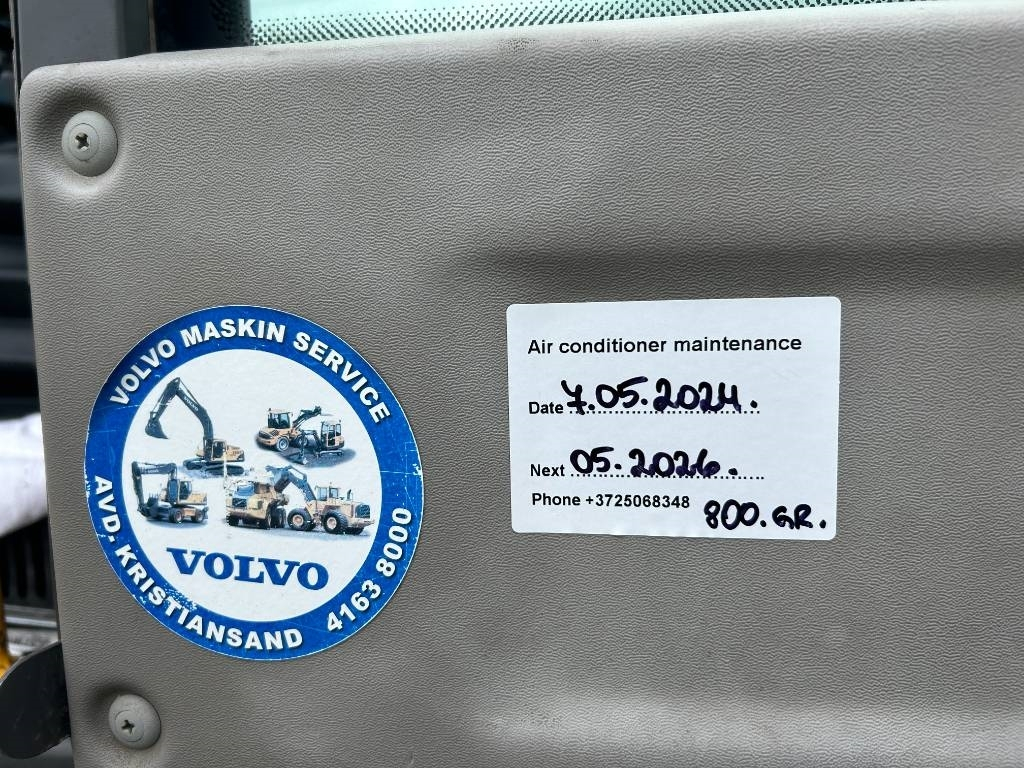 VOLVO MASKIN SERVICE
VOLVO
AVD. KRISTIANSAND 4163 8000
Air conditioner maintenance
Date 7.05.2024.
Next 05.2026.
Phone +3725068348 800.GR.